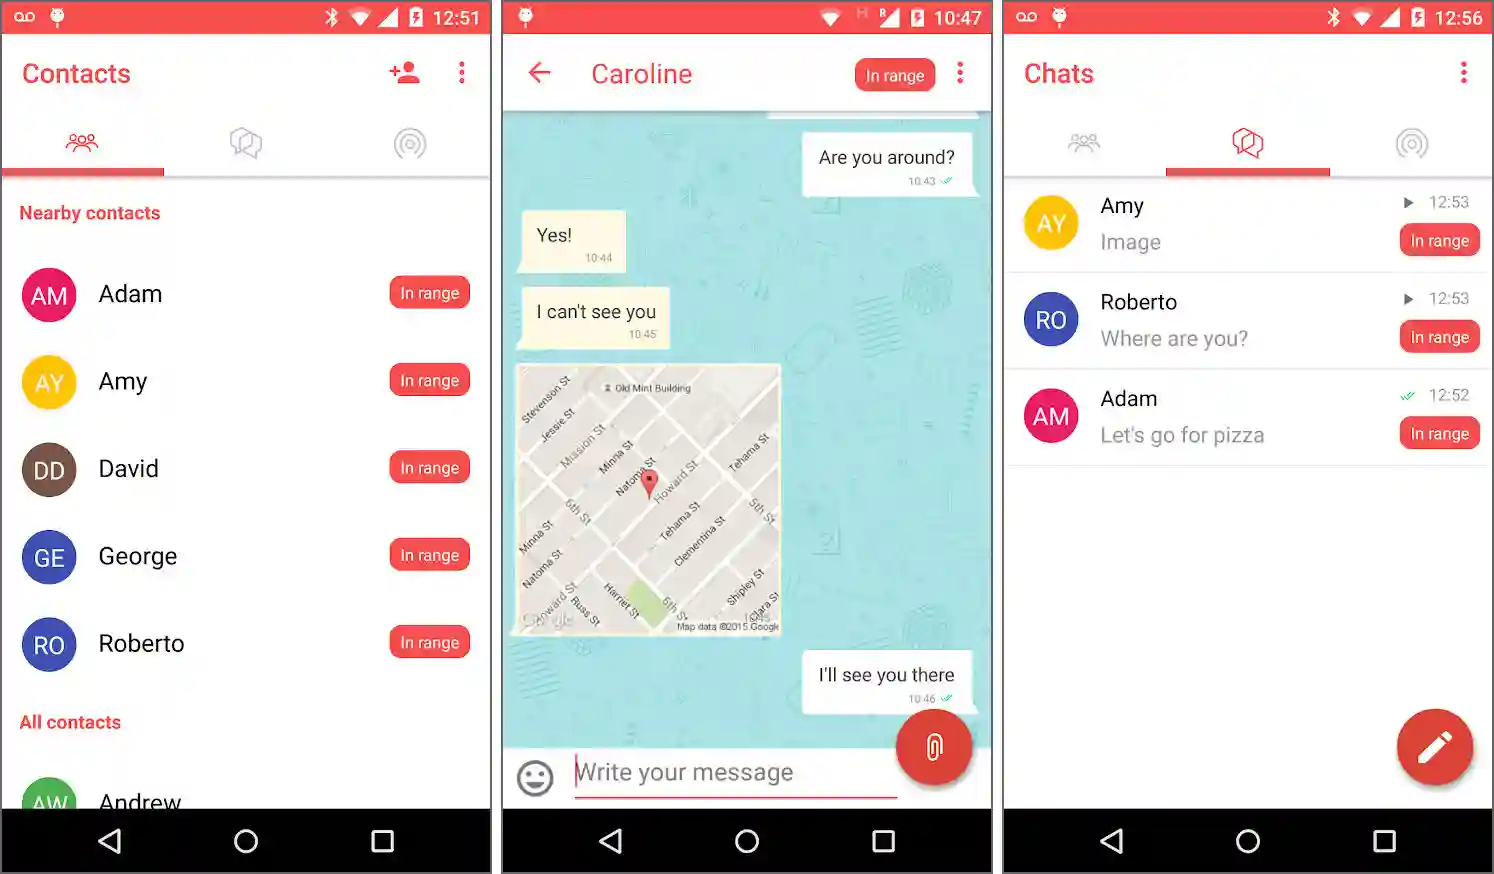 12:51
Contacts
Nearby contacts
AM Adam In range
AY Amy In range
DD David In range
GE George In range
RO Roberto In range
All contacts
AW Andrew
H R 10:47
Caroline In range
Are you around?
10:43
Yes!
10:44
I can't see you
10:45
Old Mint Building
Stevenson St
Jessie St
Mission St
Minna St
Natoma St
Howard St
Tehama St
Tehama St
6th St
5th St
Minna St
Natoma St
Clementina St
Howard St
Russ St
Harriet St
6th St
Shipley St
Clara St
Google
10:45
Map data ©2015 Google
I'll see you there
10:46
Write your message
12:56
Chats
AY Amy 12:53
Image In range
RO Roberto 12:53
Where are you? In range
AM Adam 12:52
Let's go for pizza In range